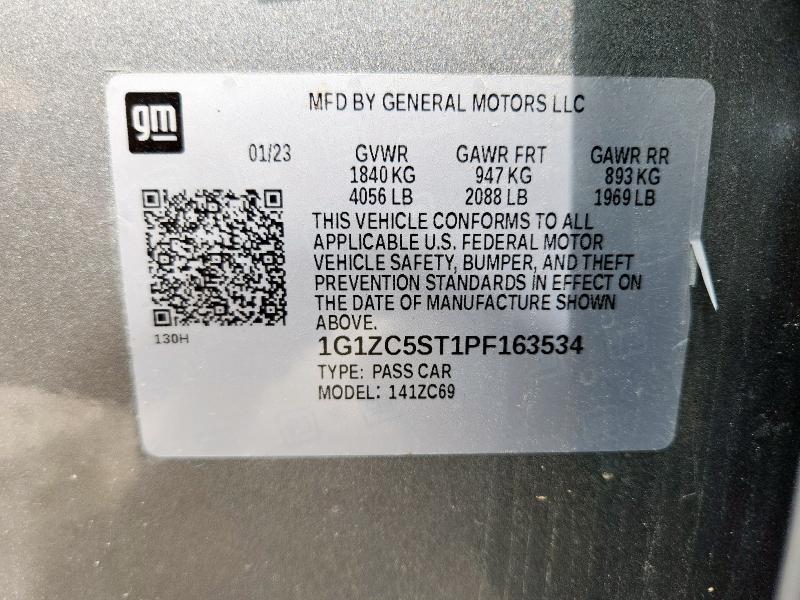 gm
MFD BY GENERAL MOTORS LLC
01/23 GVWR GAWR FRT GAWR RR
1840 KG 947 KG 893 KG
4056 LB 2088 LB 1969 LB
THIS VEHICLE CONFORMS TO ALL
APPLICABLE U.S. FEDERAL MOTOR
VEHICLE SAFETY, BUMPER, AND THEFT
PREVENTION STANDARDS IN EFFECT ON
THE DATE OF MANUFACTURE SHOWN
ABOVE.
130H
1G1ZC5ST1PF163534
TYPE: PASS CAR
MODEL: 141ZC69